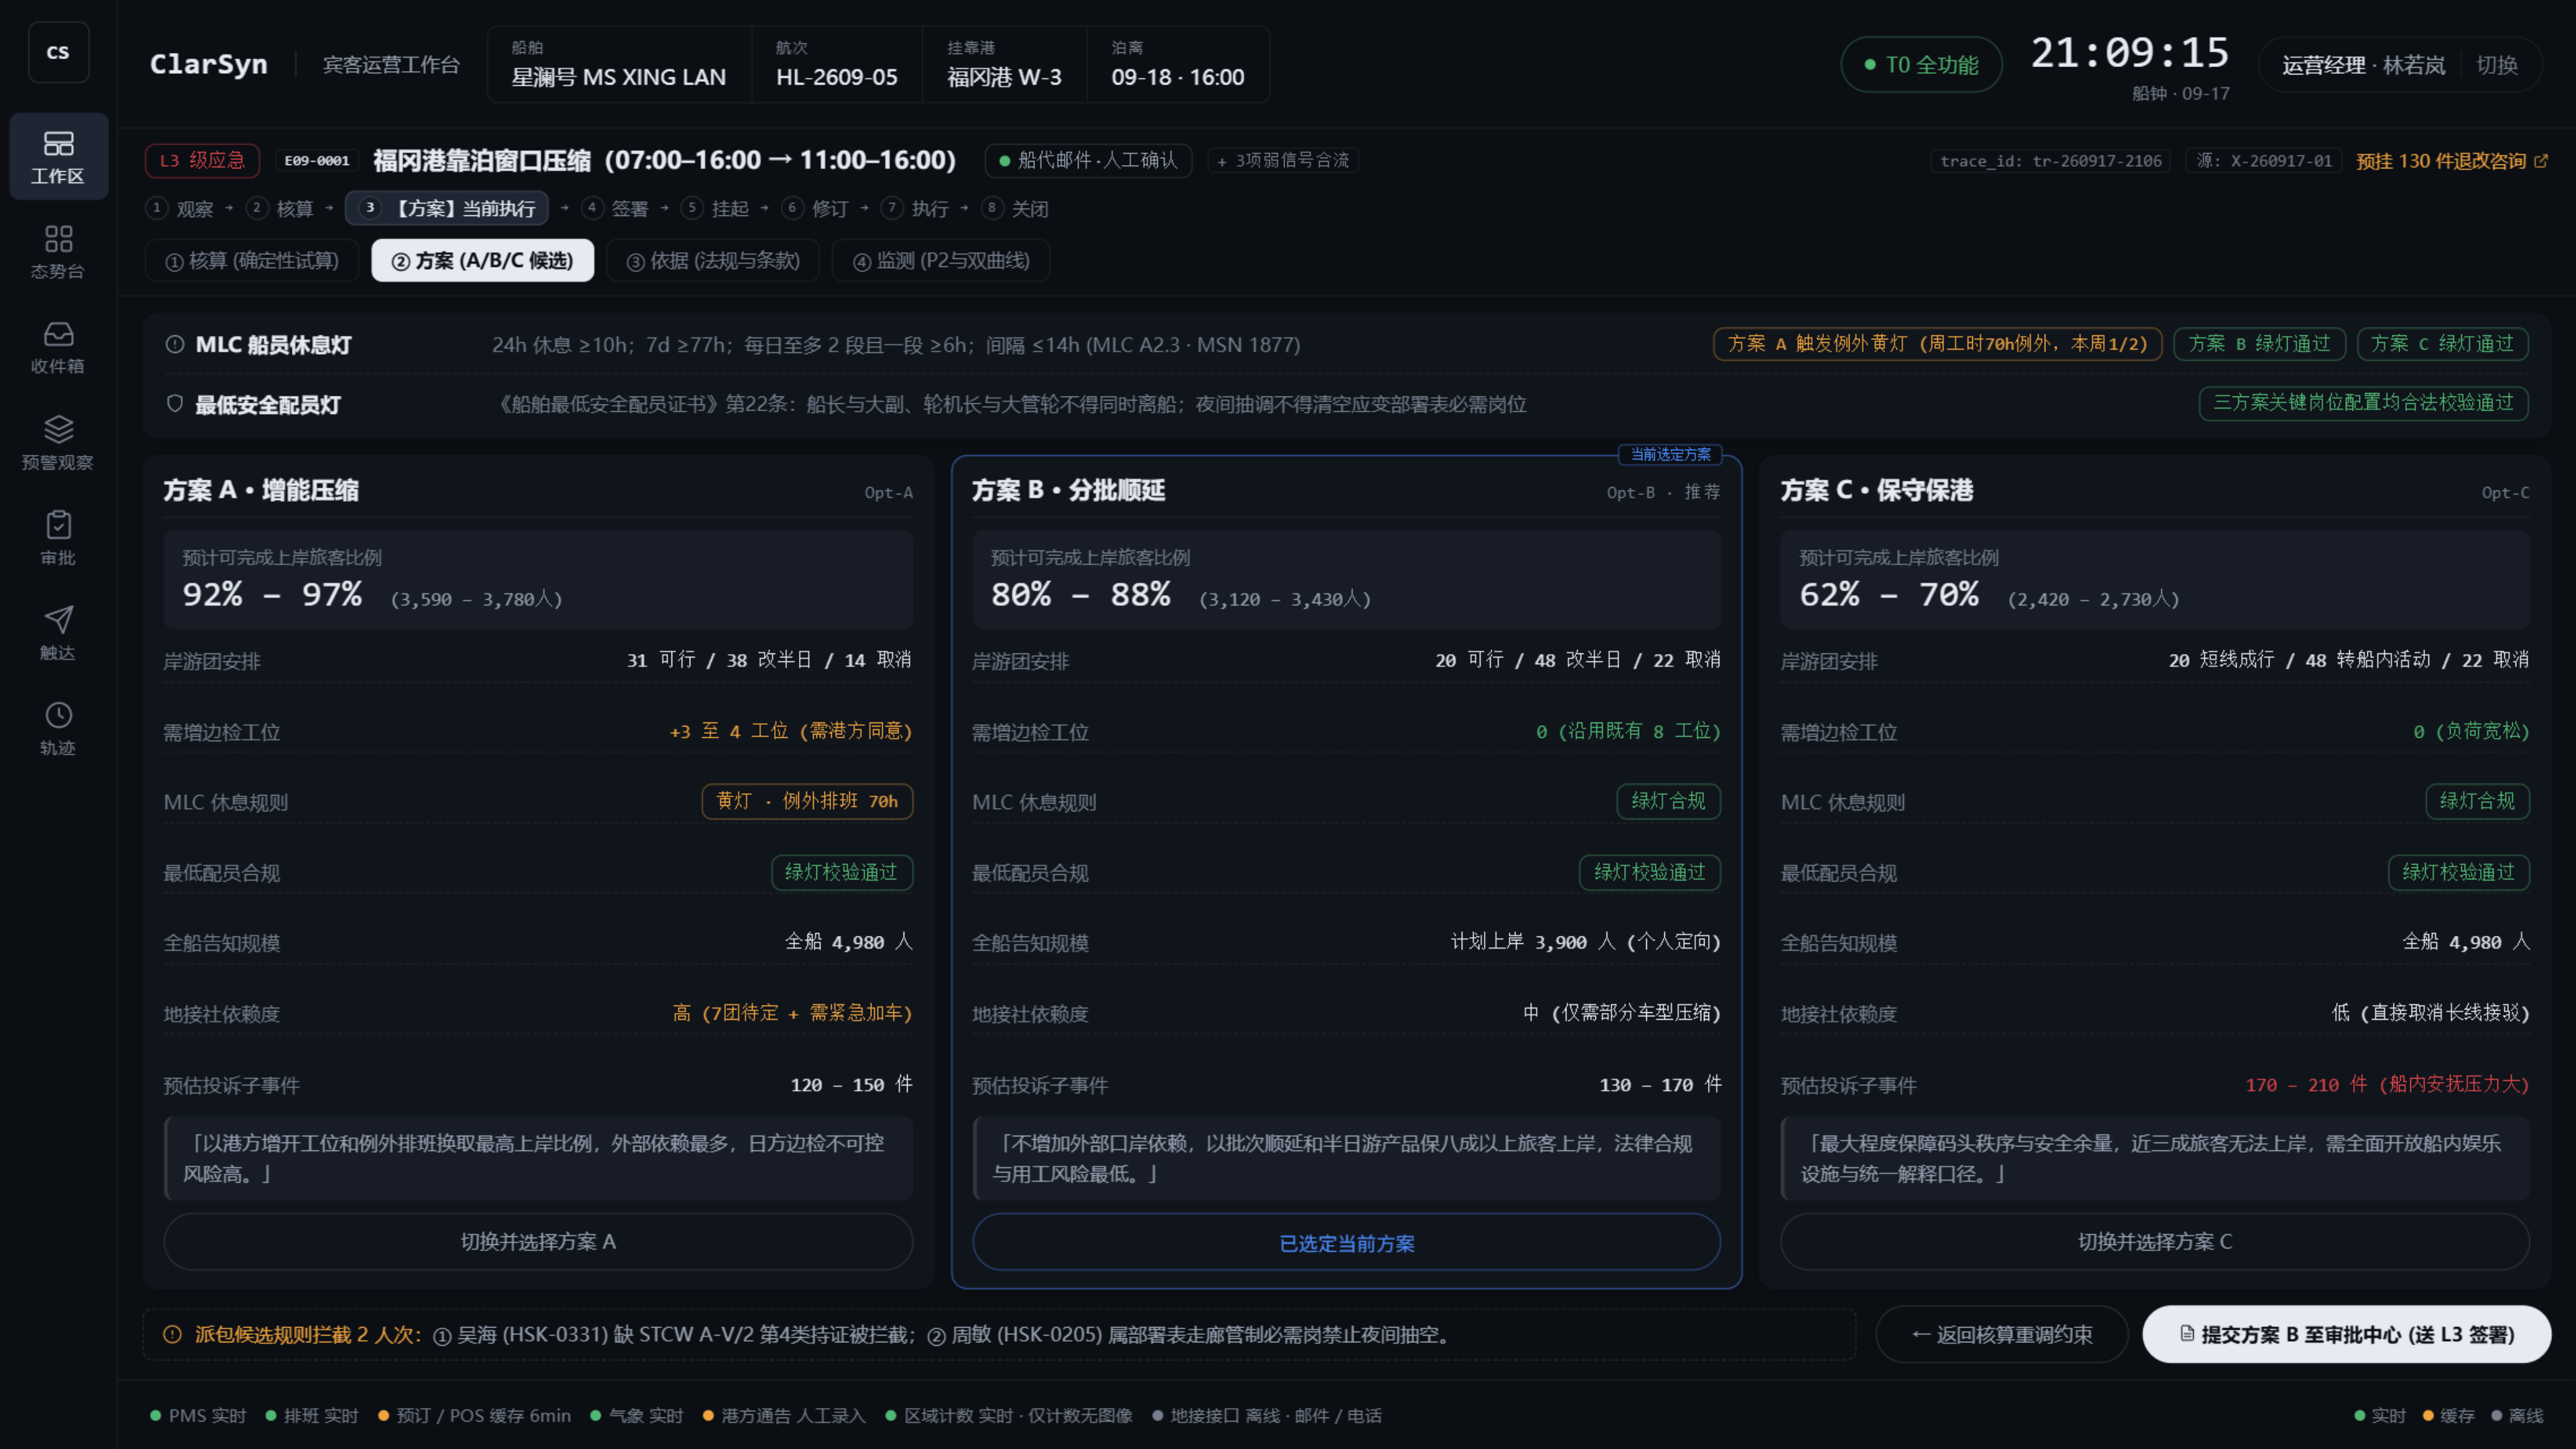 CS
工作区
态势台
收件箱
预警观察
审批
触达
轨迹
ClarSyn
宾客运营工作台
船舶
星澜号 MS XING LAN
航次
HL-2609-05
挂靠港
福冈港 W-3
泊离
09-18 · 16:00
T0 全功能
21:09:15
船钟 · 09-17
运营经理 · 林若岚
切换
L3 级应急
E09-0001
福冈港靠泊窗口压缩 (07:00–16:00 → 11:00–16:00)
船代邮件·人工确认
+ 3项弱信号合流
trace_id: tr-260917-2106
源: X-260917-01
预挂 130 件退改咨询
1 观察 → 2 核算 → 3 【方案】当前执行 → 4 签署 → 5 挂起 → 6 修订 → 7 执行 → 8 关闭
① 核算 (确定性试算)
② 方案 (A/B/C 候选)
③ 依据 (法规与条款)
④ 监测 (P2与双曲线)
MLC 船员休息灯
24h 休息 ≥10h；7d ≥77h；每日至多 2 段且一段 ≥6h；间隔 ≤14h (MLC A2.3 · MSN 1877)
方案 A 触发例外黄灯 (周工时70h例外，本周1/2)
方案 B 绿灯通过
方案 C 绿灯通过
最低安全配员灯
《船舶最低安全配员证书》第22条：船长与大副、轮机长与大管轮不得同时离船；夜间抽调不得清空应变部署表必需岗位
三方案关键岗位配置均合法校验通过
方案 A • 增能压缩
Opt-A
预计可完成上岸旅客比例
92% – 97% (3,590 – 3,780人)
岸游团安排
31 可行 / 38 改半日 / 14 取消
需增边检工位
+3 至 4 工位 (需港方同意)
MLC 休息规则
黄灯 · 例外排班 70h
最低配员合规
绿灯校验通过
全船告知规模
全船 4,980 人
地接社依赖度
高 (7团待定 + 需紧急加车)
预估投诉子事件
120 – 150 件
「以港方增开工位和例外排班换取最高上岸比例，外部依赖最多，日方边检不可控
风险高。」
切换并选择方案 A
当前选定方案
方案 B • 分批顺延
Opt-B · 推荐
预计可完成上岸旅客比例
80% – 88% (3,120 – 3,430人)
岸游团安排
20 可行 / 48 改半日 / 22 取消
需增边检工位
0 (沿用既有 8 工位)
MLC 休息规则
绿灯合规
最低配员合规
绿灯校验通过
全船告知规模
计划上岸 3,900 人 (个人定向)
地接社依赖度
中 (仅需部分车型压缩)
预估投诉子事件
130 – 170 件
「不增加外部口岸依赖，以批次顺延和半日游产品保八成以上旅客上岸，法律合规
与用工风险最低。」
已选定当前方案
方案 C • 保守保港
Opt-C
预计可完成上岸旅客比例
62% – 70% (2,420 – 2,730人)
岸游团安排
20 短线成行 / 48 转船内活动 / 22 取消
需增边检工位
0 (负荷宽松)
MLC 休息规则
绿灯合规
最低配员合规
绿灯校验通过
全船告知规模
全船 4,980 人
地接社依赖度
低 (直接取消长线接驳)
预估投诉子事件
170 – 210 件 (船内安抚压力大)
「最大程度保障码头秩序与安全余量，近三成旅客无法上岸，需全面开放船内娱乐
设施与统一解释口径。」
切换并选择方案 C
派包候选规则拦截 2 人次：① 吴海 (HSK-0331) 缺 STCW A-V/2 第4类持证被拦截；② 周敏 (HSK-0205) 属部署表走廊管制必需岗禁止夜间抽空。
← 返回核算重调约束
提交方案 B 至审批中心 (送 L3 签署)
PMS 实时
排班 实时
预订 / POS 缓存 6min
气象 实时
港方通告 人工录入
区域计数 实时 · 仅计数无图像
地接接口 离线 · 邮件 / 电话
实时
缓存
离线